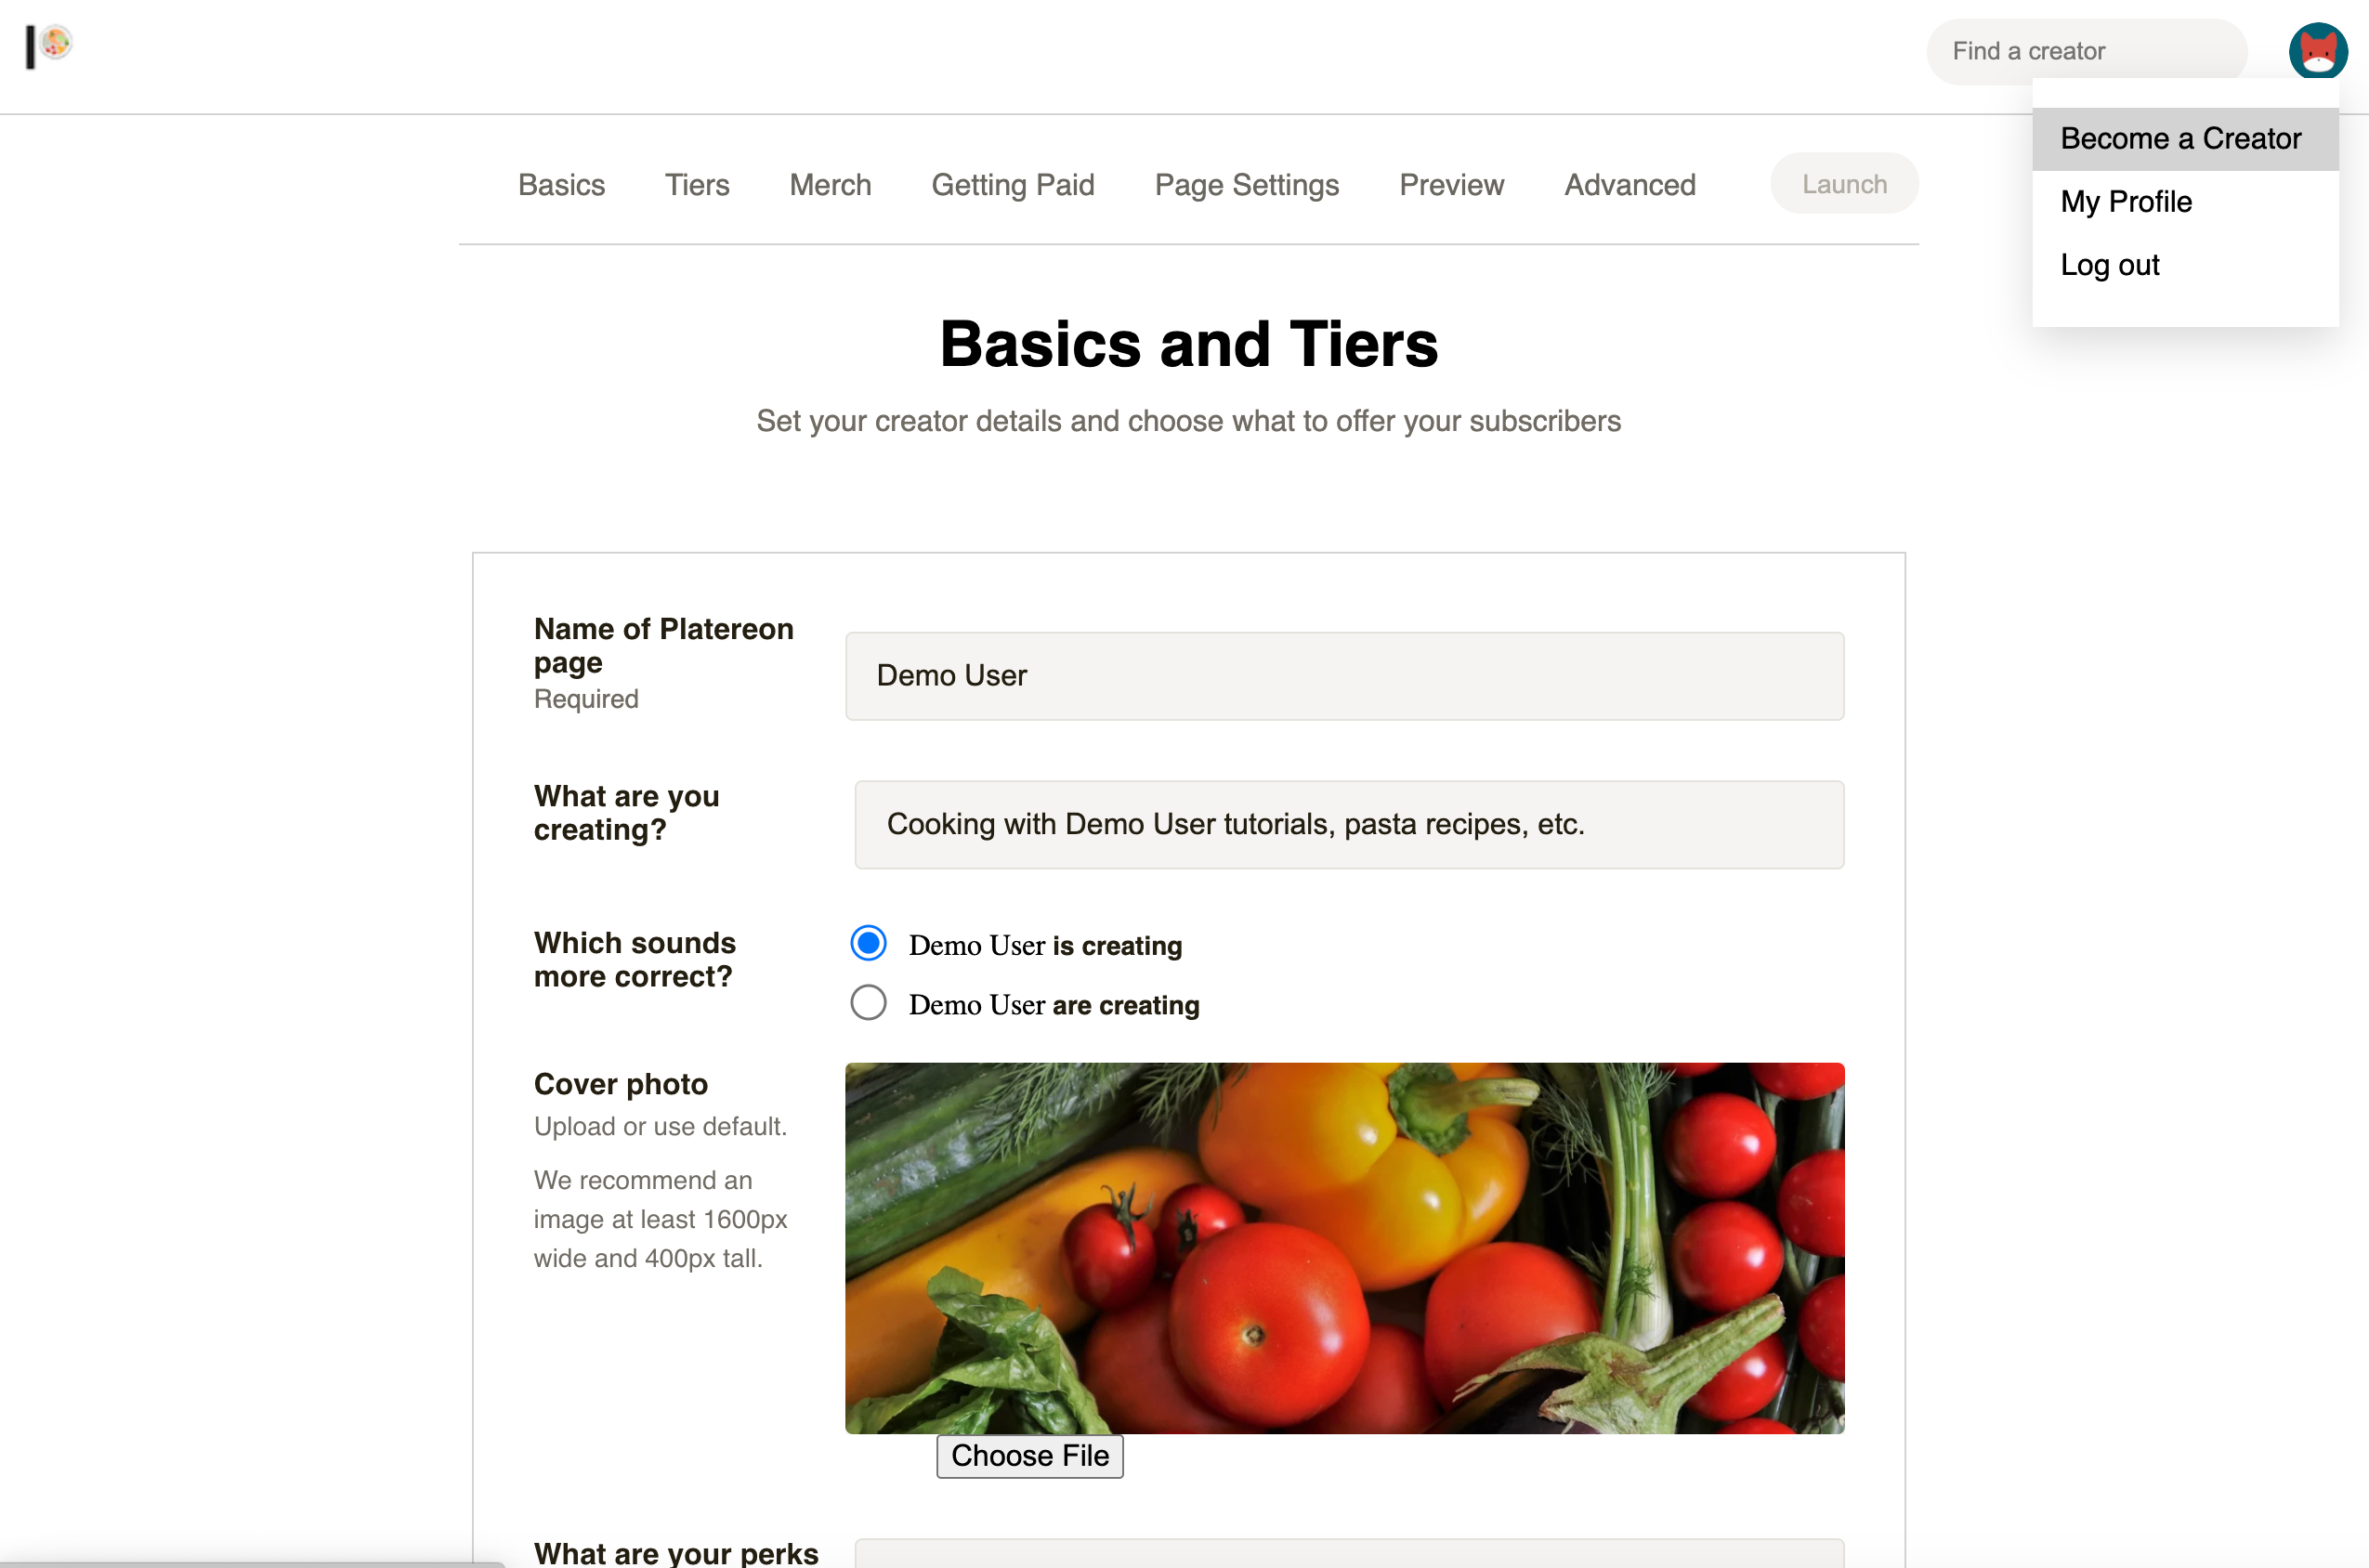 Find a creator
Become a Creator
My Profile
Log out
Basics Tiers Merch Getting Paid Page Settings Preview Advanced Launch
Basics and Tiers
Set your creator details and choose what to offer your subscribers
Name of Platereon
page
Required
Demo User
What are you
creating?
Cooking with Demo User tutorials, pasta recipes, etc.
Which sounds
more correct?
Demo User is creating
Demo User are creating
Cover photo
Upload or use default.
We recommend an
image at least 1600px
wide and 400px tall.
Choose File
What are your perks